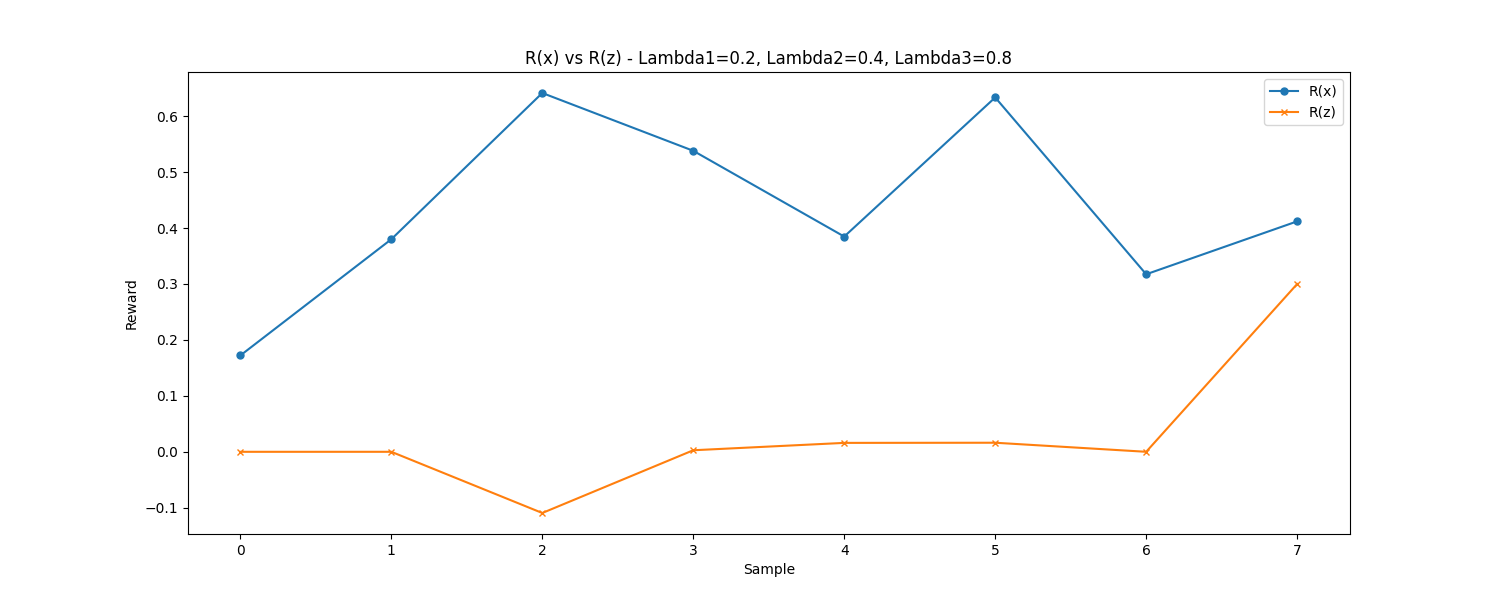 R(x) vs R(z) - Lambda1=0.2, Lambda2=0.4, Lambda3=0.8
R(x)
R(z)
0.6
0.5
0.4
0.3
0.2
0.1
0.0
−0.1
Reward
0 1 2 3 4 5 6 7
Sample